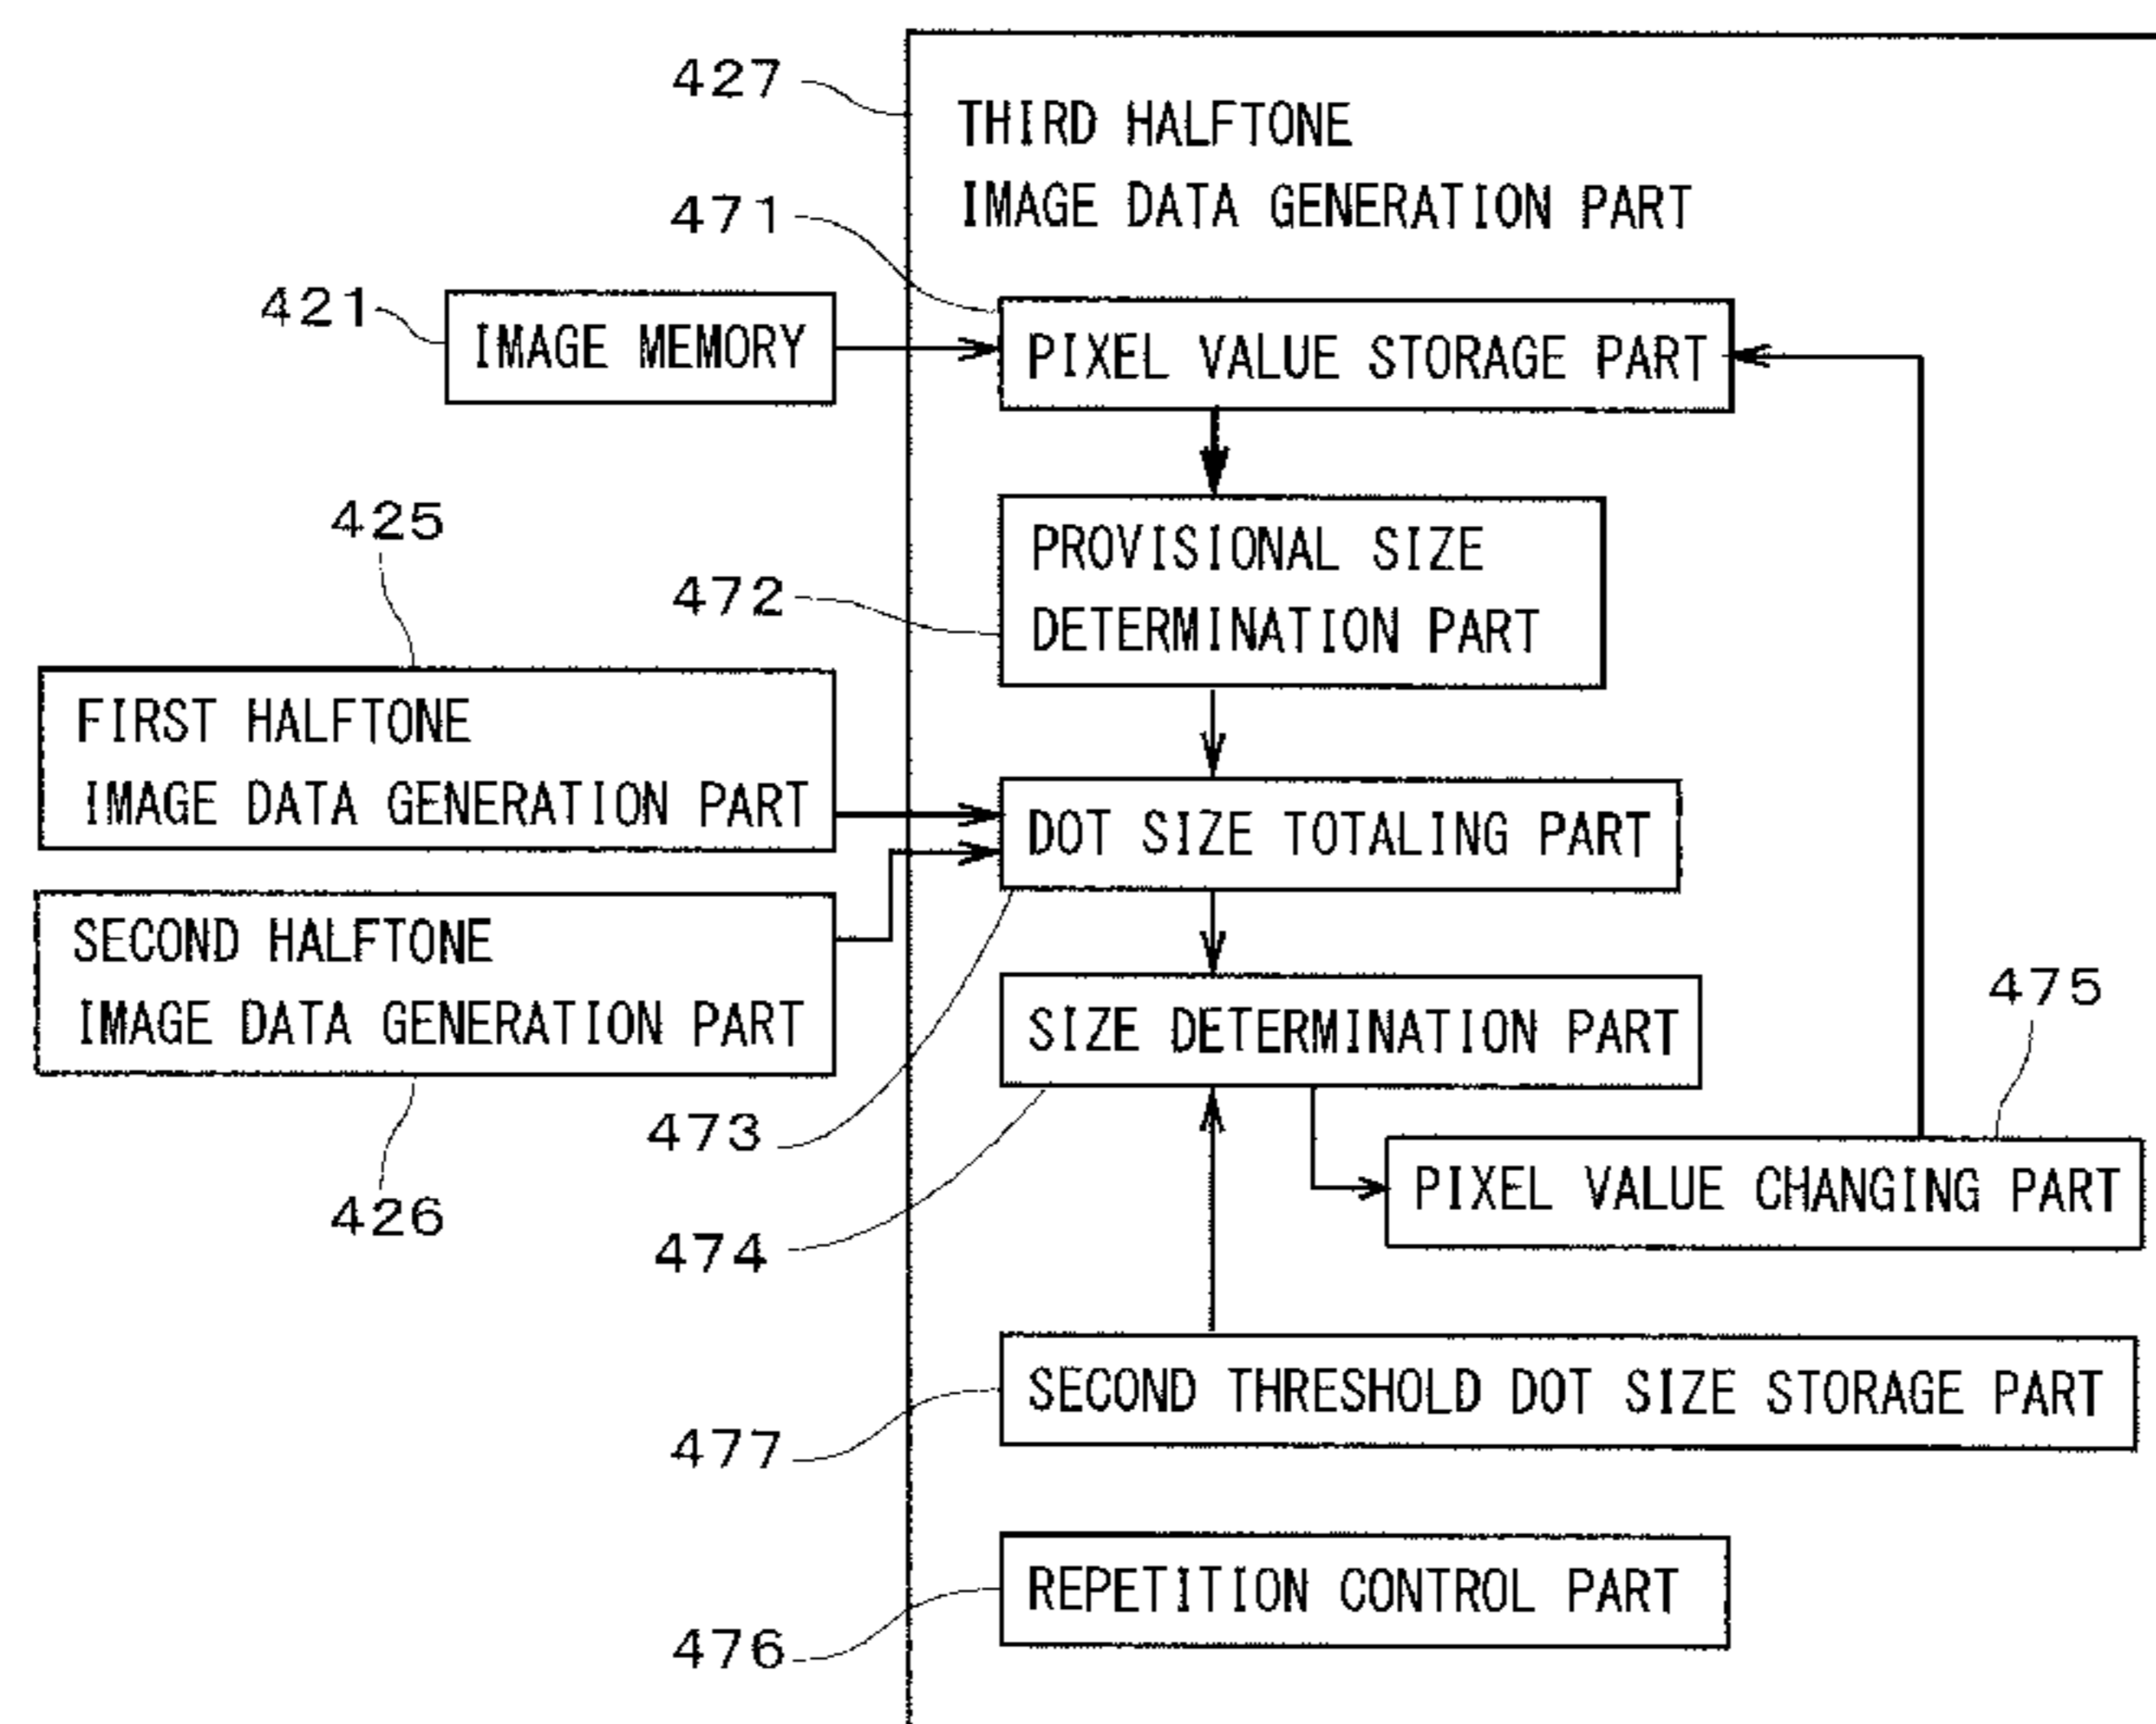 427
THIRD HALFTONE
IMAGE DATA GENERATION PART
471
421
IMAGE MEMORY
PIXEL VALUE STORAGE PART
425
472
PROVISIONAL SIZE
DETERMINATION PART
FIRST HALFTONE
IMAGE DATA GENERATION PART
DOT SIZE TOTALING PART
SECOND HALFTONE
IMAGE DATA GENERATION PART
426
473
SIZE DETERMINATION PART
475
474
PIXEL VALUE CHANGING PART
477
SECOND THRESHOLD DOT SIZE STORAGE PART
REPETITION CONTROL PART
476